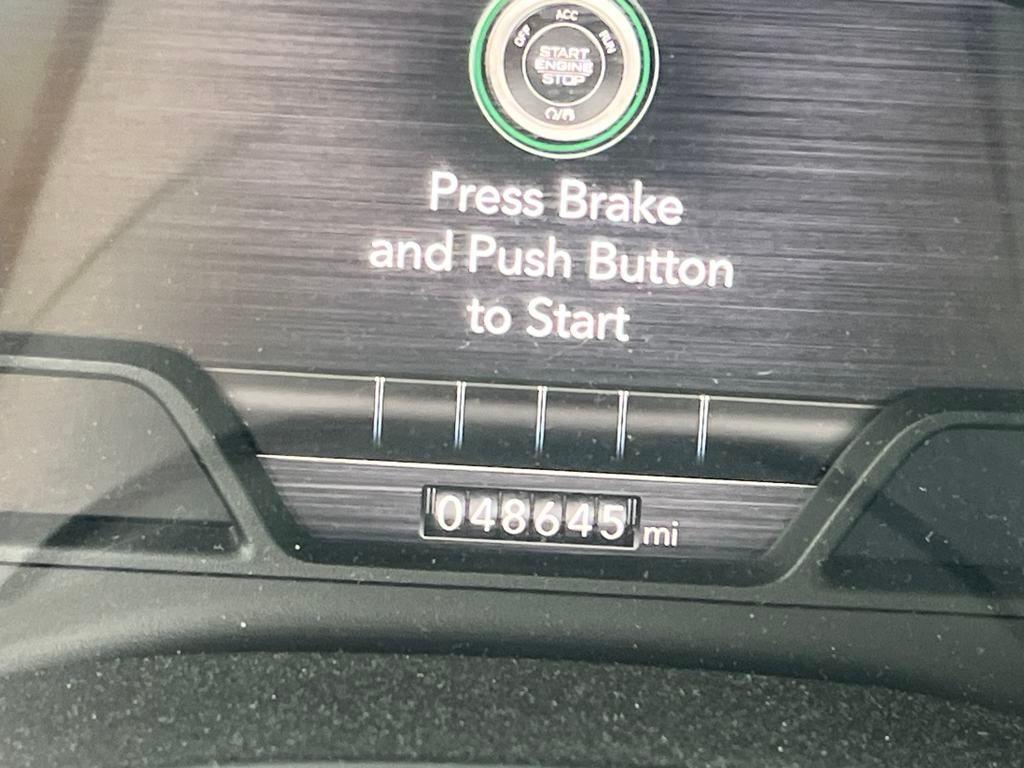 OFF ACC RUN
START
ENGINE
STOP
Press Brake
and Push Button
to Start
048645 mi